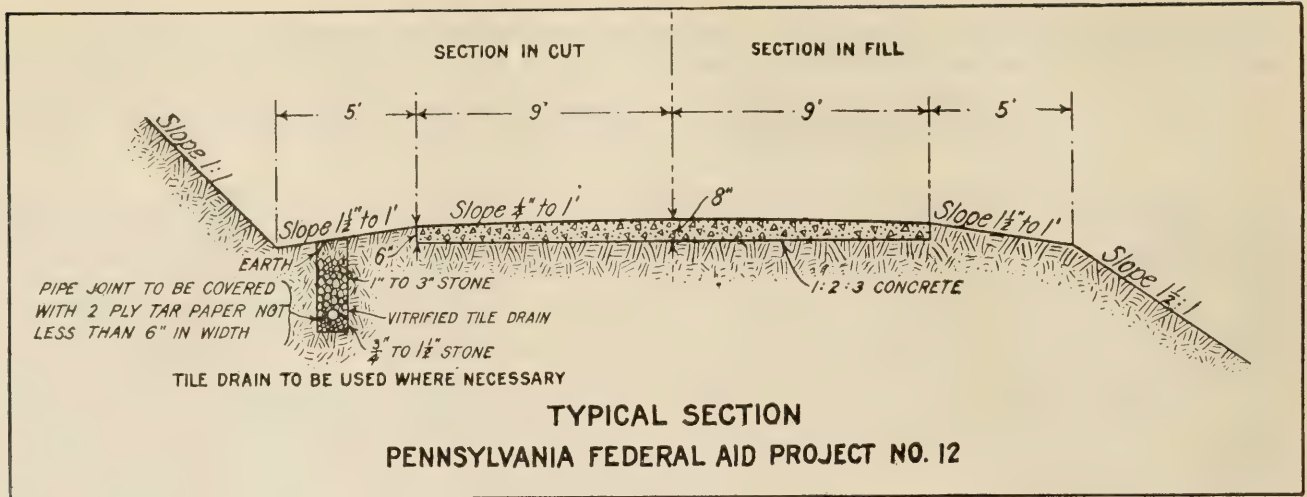 SECTION IN CUT
SECTION IN FILL
5'
9'
9'
5'
Slope 1:1
Slope 1½" to 1'
Slope ¼" to 1'
8"
Slope 1½" to 1'
Slope 1½:1
EARTH
6"
1" TO 3" STONE
1:2:3 CONCRETE
PIPE JOINT TO BE COVERED
WITH 2 PLY TAR PAPER NOT
LESS THAN 6" IN WIDTH
VITRIFIED TILE DRAIN
¾" TO 1½" STONE
TILE DRAIN TO BE USED WHERE NECESSARY
TYPICAL SECTION
PENNSYLVANIA FEDERAL AID PROJECT NO. 12